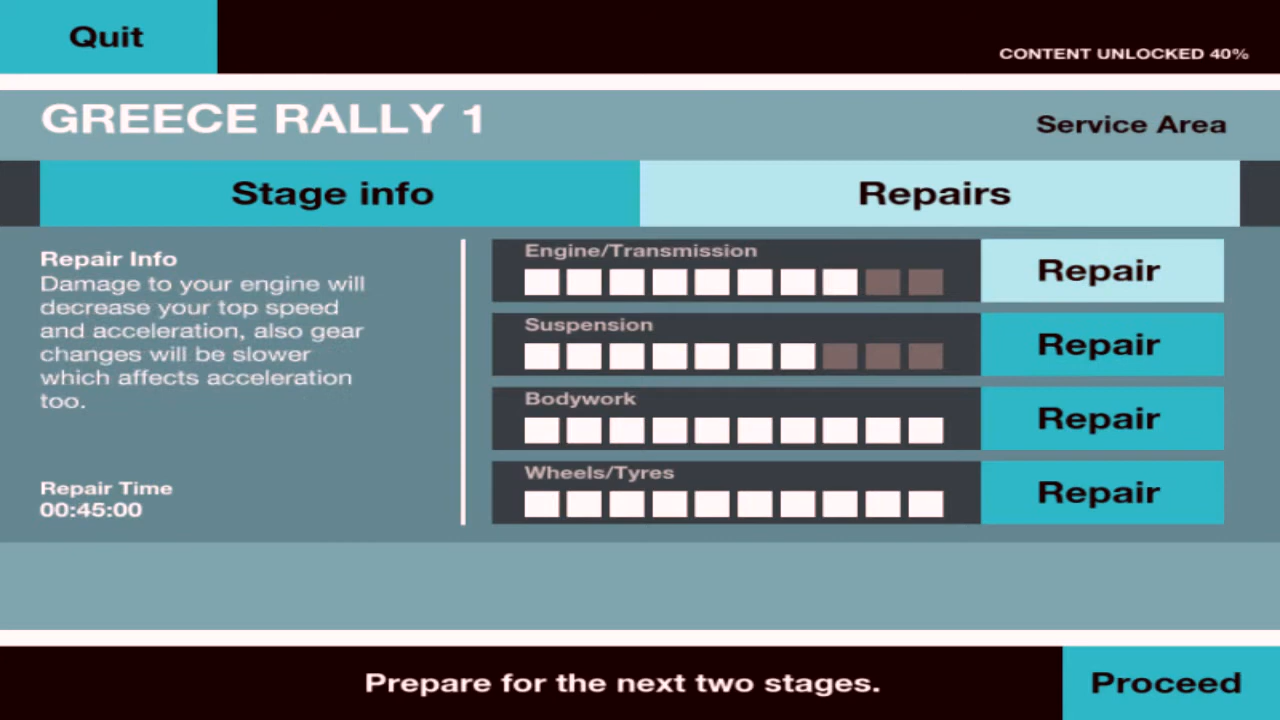 Quit
CONTENT UNLOCKED 40%
GREECE RALLY 1
Service Area
Stage info
Repairs
Repair Info
Damage to your engine will
decrease your top speed
and acceleration, also gear
changes will be slower
which affects acceleration
too.
Repair Time
00:45:00
Engine/Transmission
Repair
Suspension
Repair
Bodywork
Repair
Wheels/Tyres
Repair
Prepare for the next two stages.
Proceed